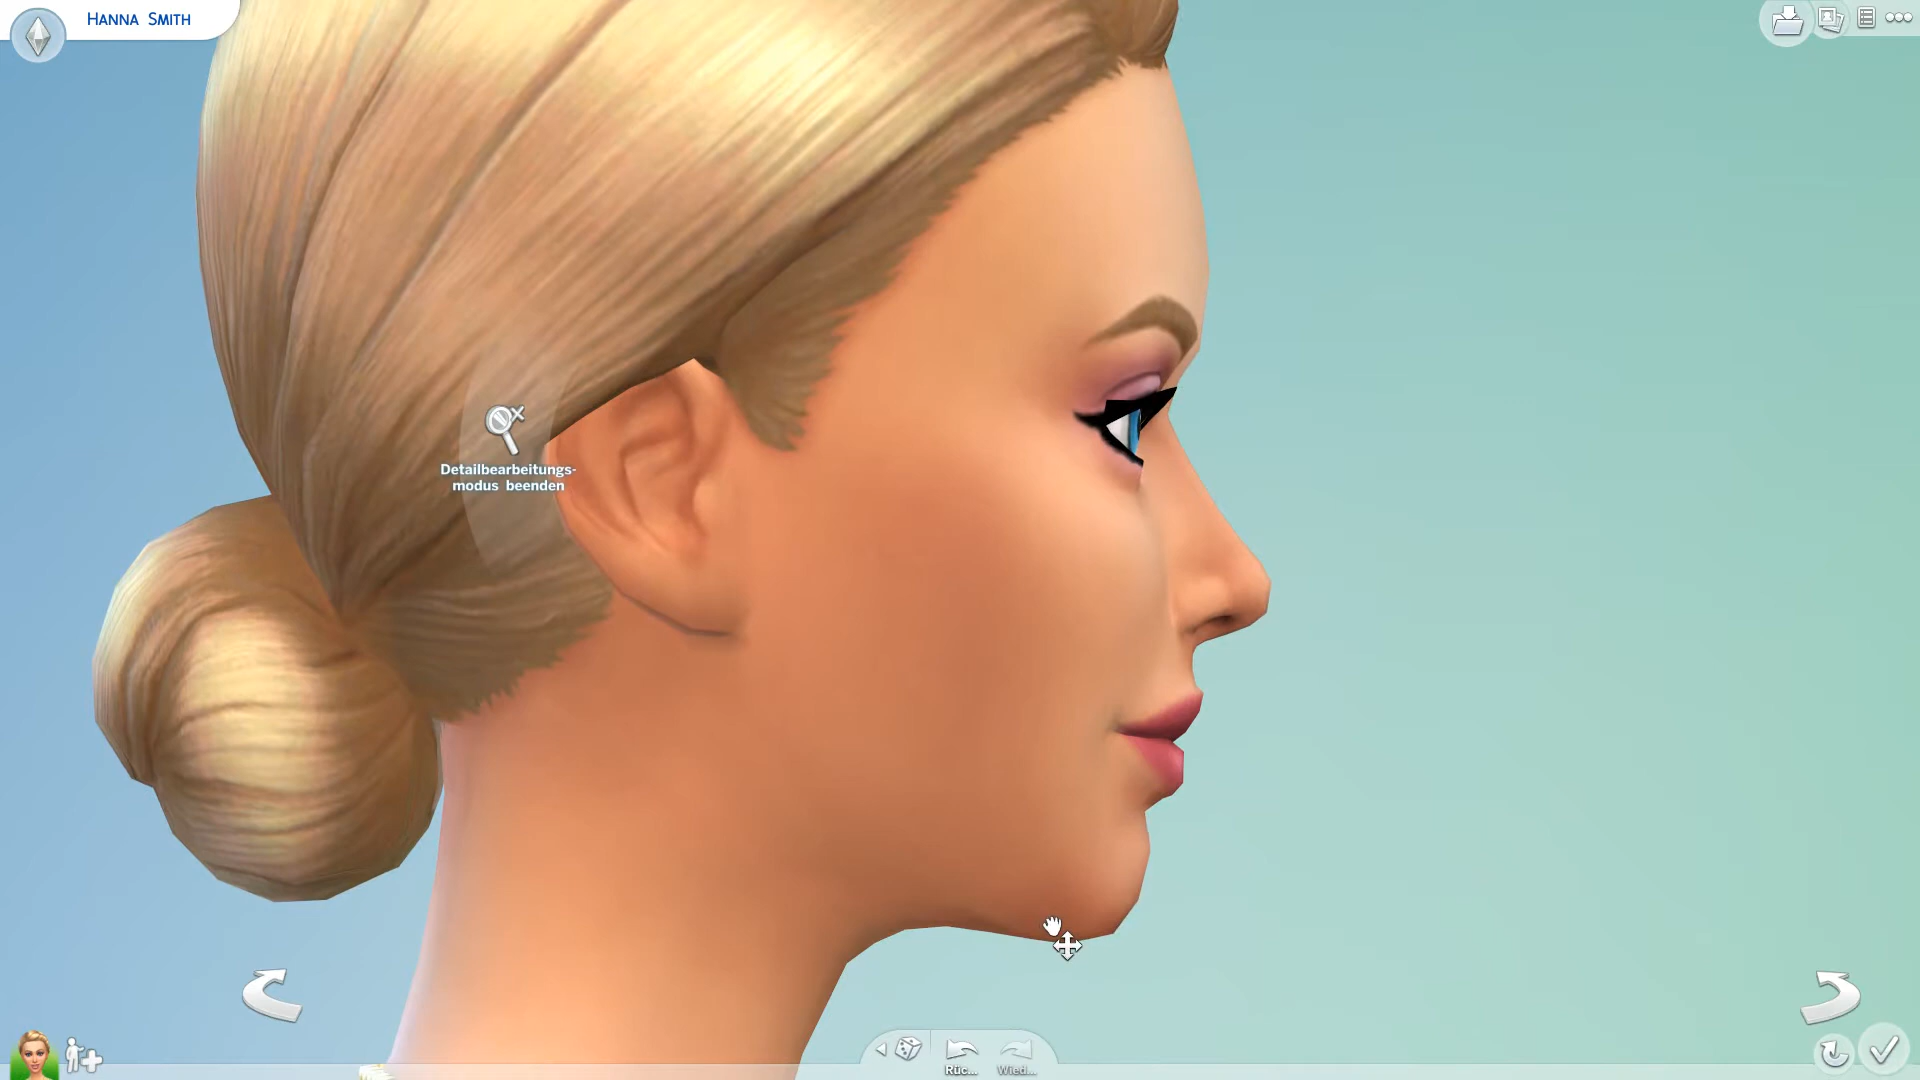 Hanna Smith
Detailbearbeitungs-
modus beenden
Rüc...
Wied...